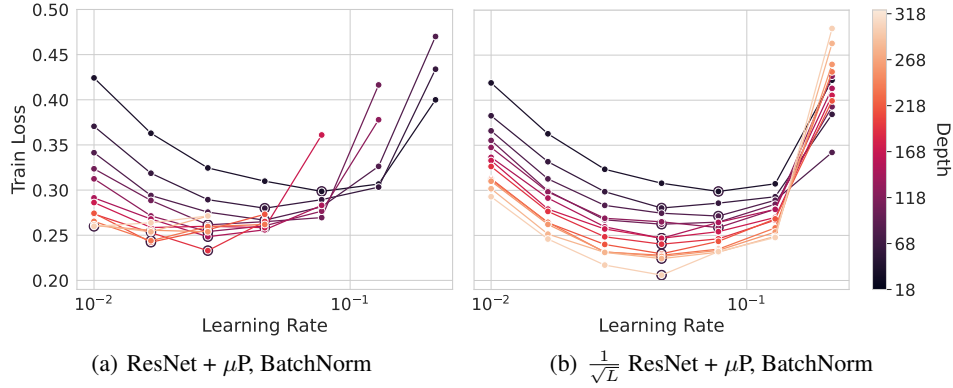 0.50
0.45
0.40
0.35
0.30
0.25
0.20
Train Loss
10⁻² 10⁻¹
Learning Rate
10⁻² 10⁻¹
Learning Rate
318
268
218
168
118
68
18
Depth
(a) ResNet + μP, BatchNorm
(b) 1/√L ResNet + μP, BatchNorm